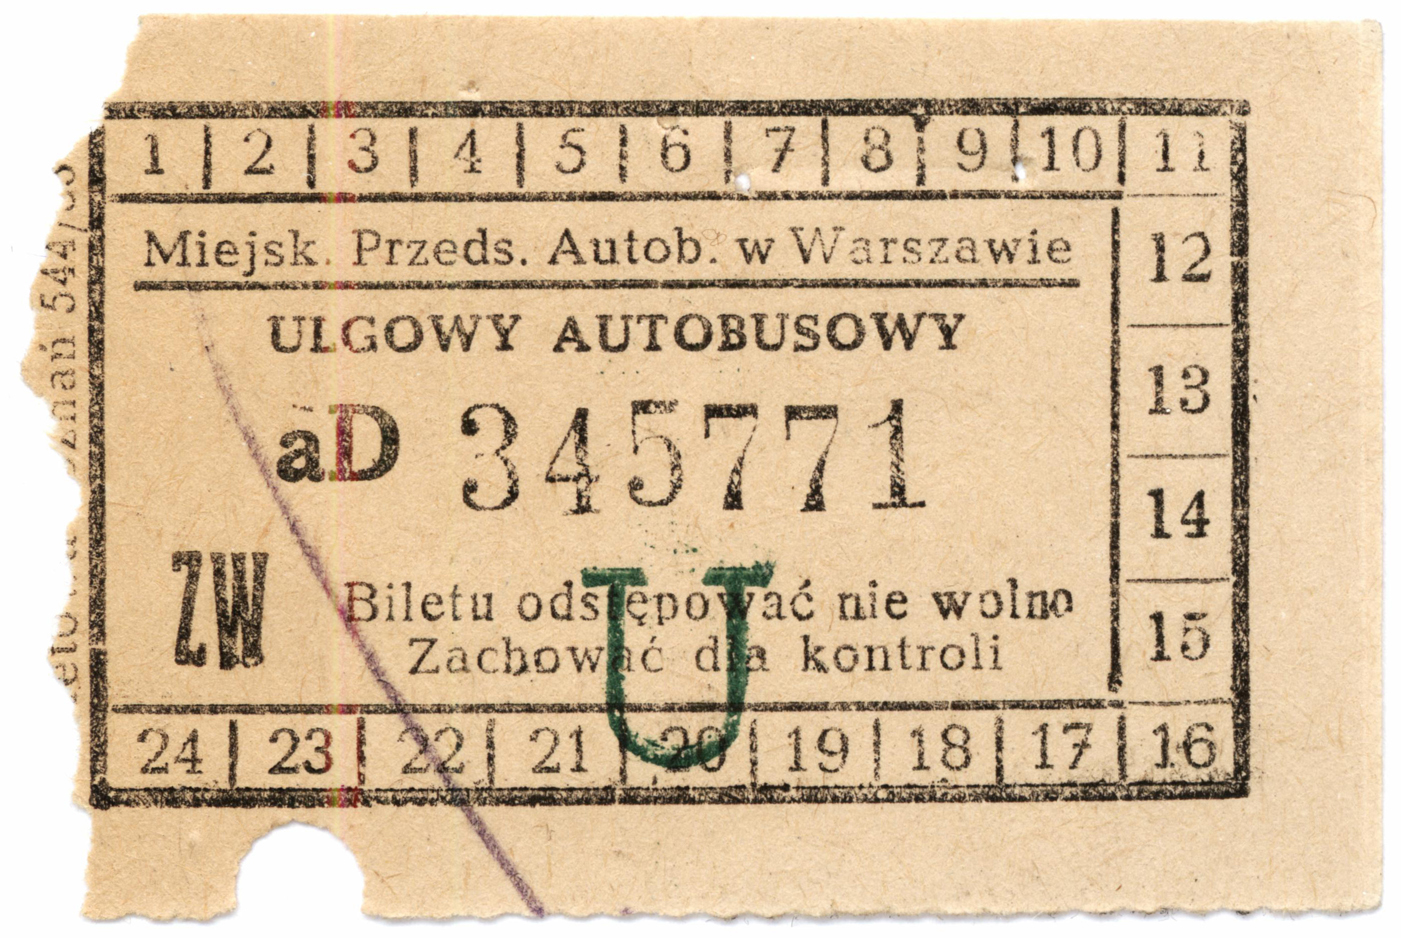 1 2 3 4 5 6 7 8 9 10 11
Miejsk. Przeds. Autob. w Warszawie
12
ULGOWY AUTOBUSOWY
13
aD 345771
14
ZW
U
Biletu odstępować nie wolno
Zachować dla kontroli
15
24 23 22 21 20 19 18 17 16
544/